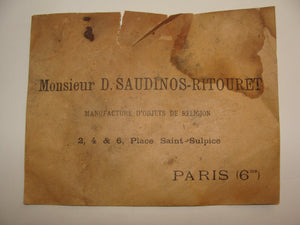 Monsieur D. SAUDINOS-RITOURET
MANUFACTURE D'OBJETS DE RELIGION
2, 4 & 6, Place Saint-Sulpice
PARIS (6me)